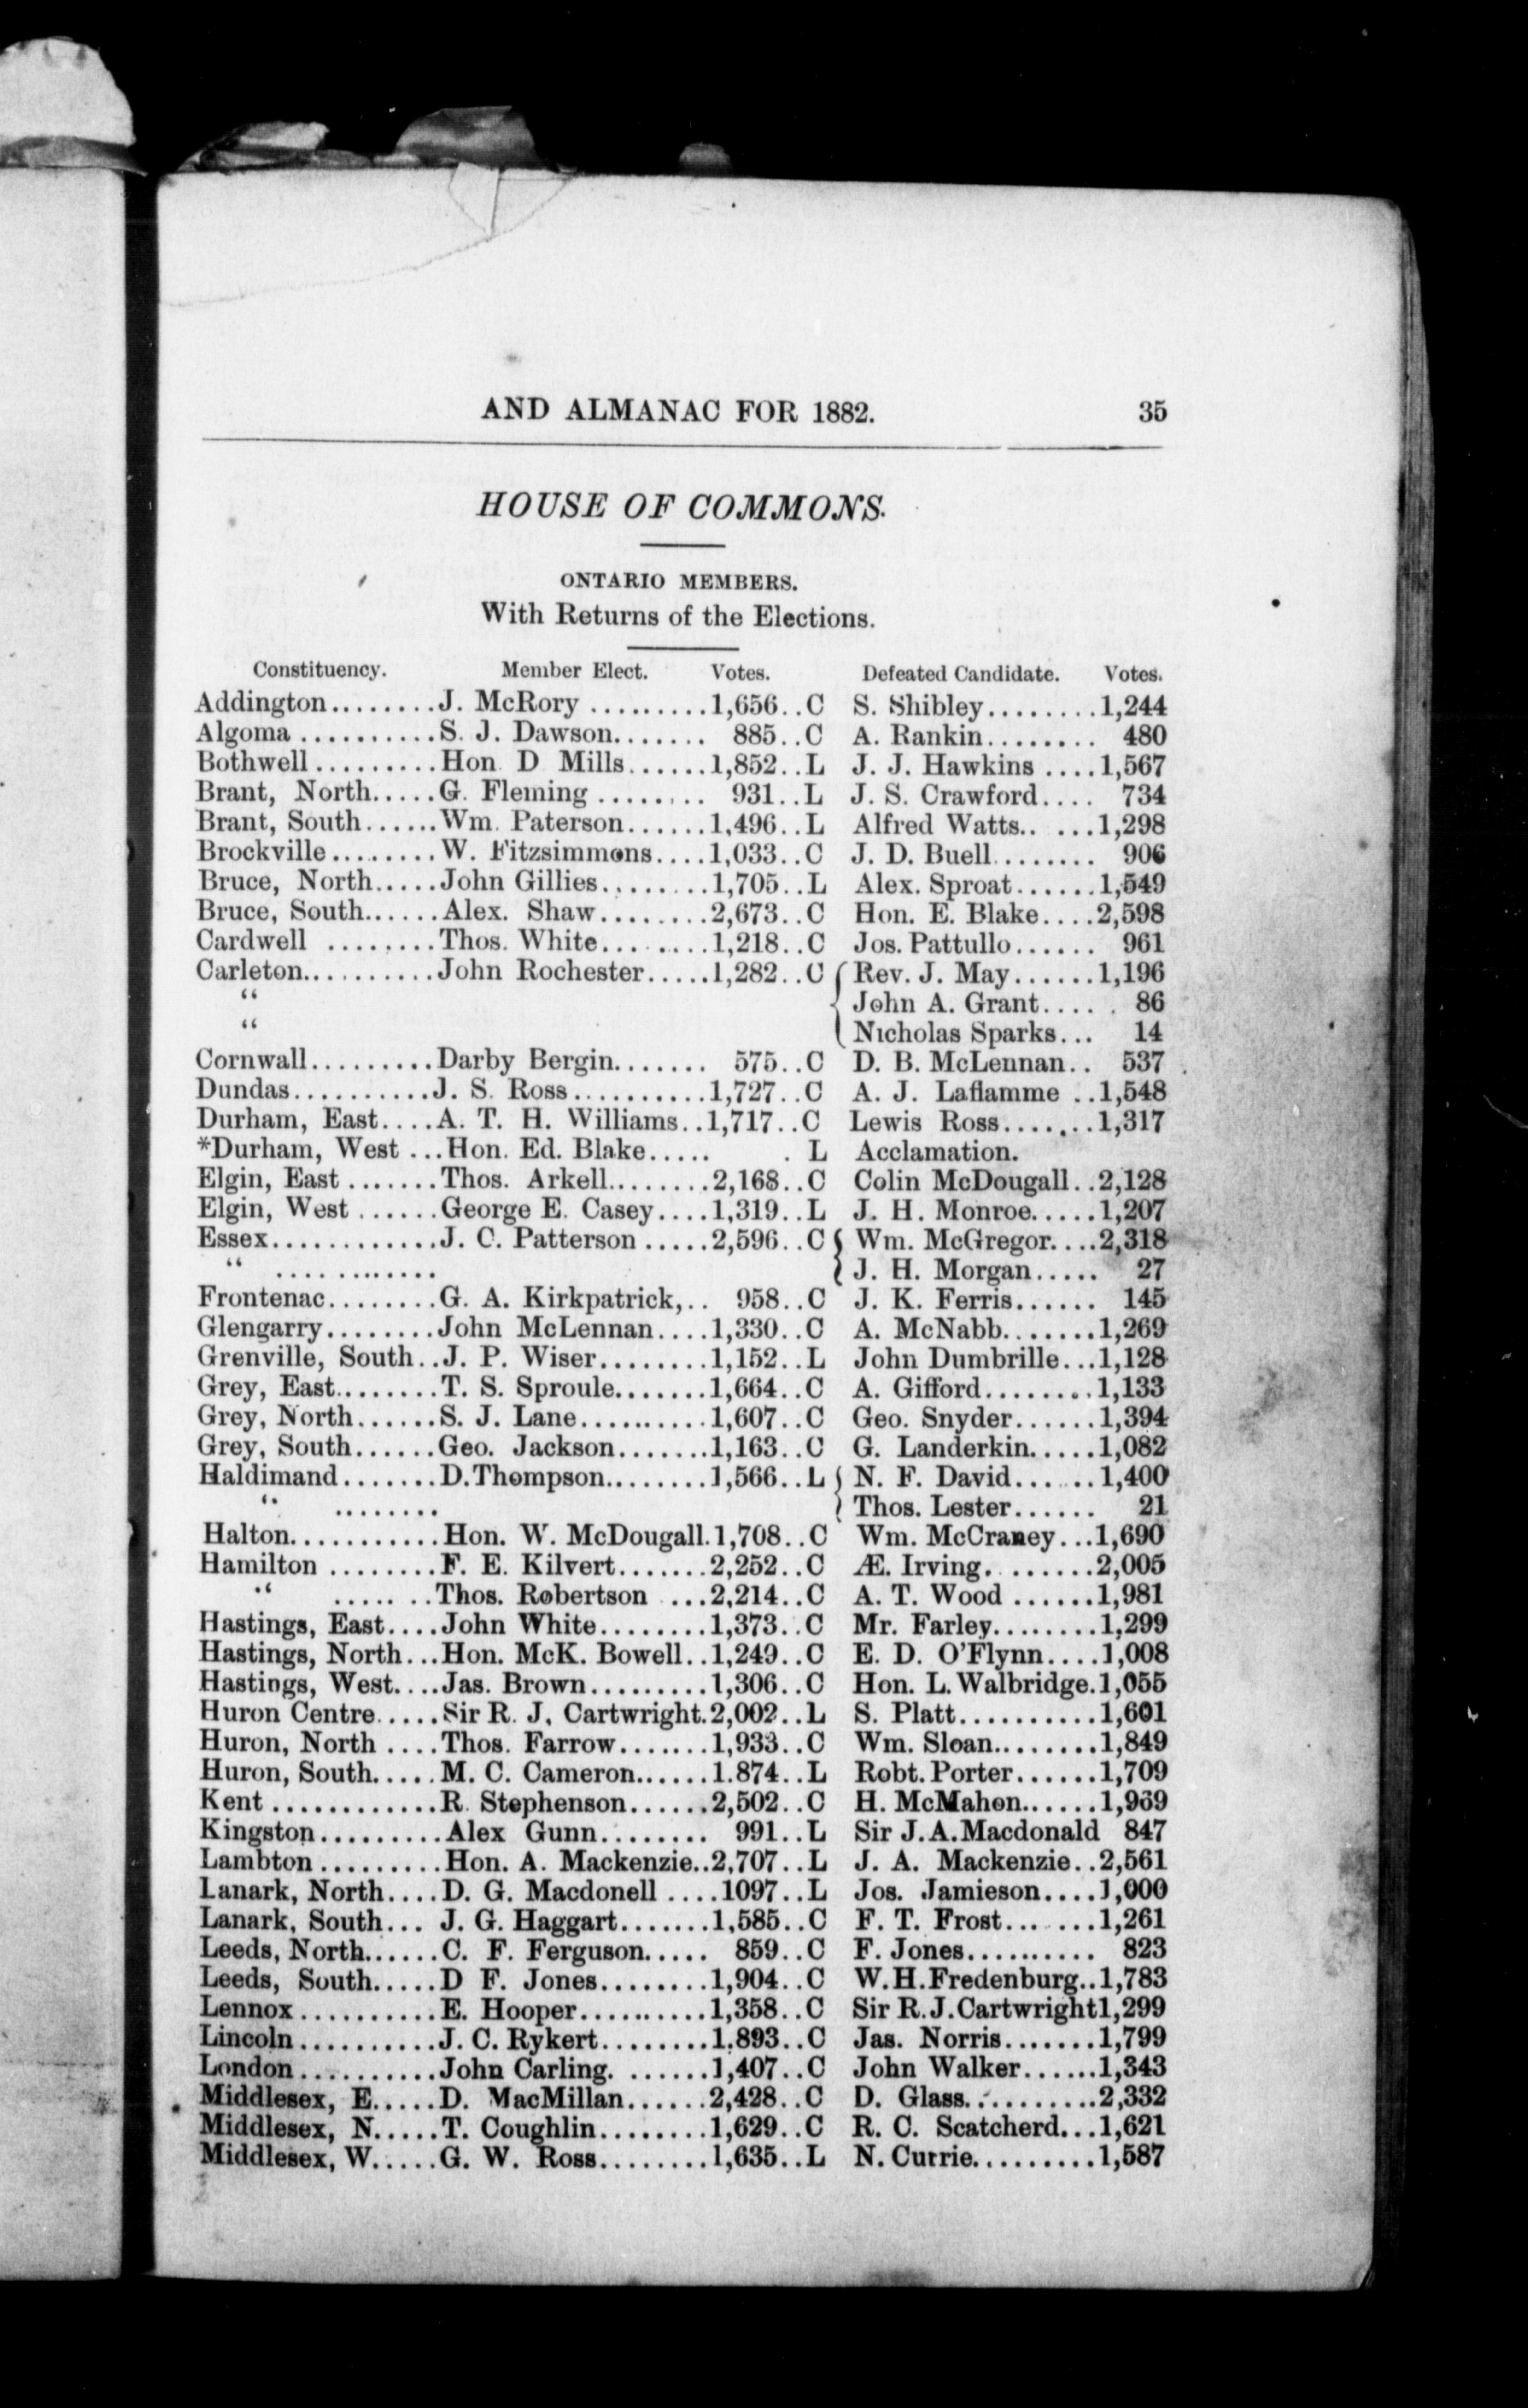 AND ALMANAC FOR 1882. 35
HOUSE OF COMMONS.
ONTARIO MEMBERS.
With Returns of the Elections.
Constituency. Member Elect. Votes. Defeated Candidate. Votes.
Addington........J. McRory .........1,656..C S. Shibley........1,244
Algoma ...........S. J. Dawson....... 885..C A. Rankin........ 480
Bothwell.........Hon D Mills......1,852..L J. J. Hawkins ....1,567
Brant, North.....G. Fleming ........ 931..L J. S. Crawford.... 734
Brant, South......Wm. Paterson......1,496..L Alfred Watts.. ...1,298
Brockville........W. Fitzsimmons....1,033..C J. D. Buell........ 906
Bruce, North.....John Gillies........1,705..L Alex. Sproat......1,549
Bruce, South......Alex. Shaw........2,673..C Hon. E. Blake....2,598
Cardwell ........Thos. White........1,218..C Jos. Pattullo...... 961
Carleton..........John Rochester.....1,282..C { Rev. J. May......1,196
“ John A. Grant..... 86
“ Nicholas Sparks... 14
Cornwall.........Darby Bergin....... 575..C D. B. McLennan.. 537
Dundas...........J. S. Ross..........1,727..C A. J. Laflamme ..1,548
Durham, East....A. T. H. Williams..1,717..C Lewis Ross.......1,317
*Durham, West ...Hon. Ed. Blake..... . L Acclamation.
Elgin, East .......Thos. Arkell........2,168..C Colin McDougall..2,128
Elgin, West ......George E. Casey....1,319..L J. H. Monroe.....1,207
Essex............J. C. Patterson .....2,596..C { Wm. McGregor....2,318
“ ............ J. H. Morgan..... 27
Frontenac........G. A. Kirkpatrick,.. 958..C J. K. Ferris...... 145
Glengarry........John McLennan....1,330..C A. McNabb.......1,269
Grenville, South..J. P. Wiser........1,152..L John Dumbrille...1,128
Grey, East........T. S. Sproule.......1,664..C A. Gifford........1,133
Grey, North......S. J. Lane..........1,607..C Geo. Snyder......1,394
Grey, South......Geo. Jackson.......1,163..C G. Landerkin.....1,082
Haldimand.......D.Thompson........1,566..L { N. F. David......1,400
“ ........ Thos. Lester...... 21
Halton............Hon. W. McDougall.1,708..C Wm. McCraney...1,690
Hamilton ........F. E. Kilvert.......2,252..C Æ. Irving. .......2,005
“ ...... ..Thos. Robertson ...2,214..C A. T. Wood ......1,981
Hastings, East....John White........1,373..C Mr. Farley........1,299
Hastings, North...Hon. McK. Bowell..1,249..C E. D. O'Flynn....1,008
Hastings, West....Jas. Brown.........1,306..C Hon. L. Walbridge.1,055
Huron Centre.....Sir R. J. Cartwright.2,002..L S. Platt..........1,601
Huron, North ....Thos. Farrow.......1,933..C Wm. Sloan........1,849
Huron, South.....M. C. Cameron......1.874..L Robt. Porter......1,709
Kent ............R. Stephenson......2,502..C H. McMahon......1,969
Kingston.........Alex Gunn........ 991..L Sir J.A.Macdonald 847
Lambton.........Hon. A. Mackenzie..2,707..L J. A. Mackenzie..2,561
Lanark, North....D. G. Macdonell ....1097..L Jos. Jamieson....1,000
Lanark, South... J. G. Haggart.......1,585..C F. T. Frost.......1,261
Leeds, North......C. F. Ferguson..... 859..C F. Jones.......... 823
Leeds, South.....D F. Jones.........1,904..C W.H.Fredenburg..1,783
Lennox...........E. Hooper..........1,358..C Sir R.J.Cartwright1,299
Lincoln...........J. C. Rykert........1.893..C Jas. Norris.......1,799
London..........John Carling. ......1,407..C John Walker......1,343
Middlesex, E.....D. MacMillan......2,428..C D. Glass..........2,332
Middlesex, N.....T. Coughlin........1,629..C R. C. Scatcherd...1,621
Middlesex, W.....G. W. Ross........1,635..L N. Currie.........1,587